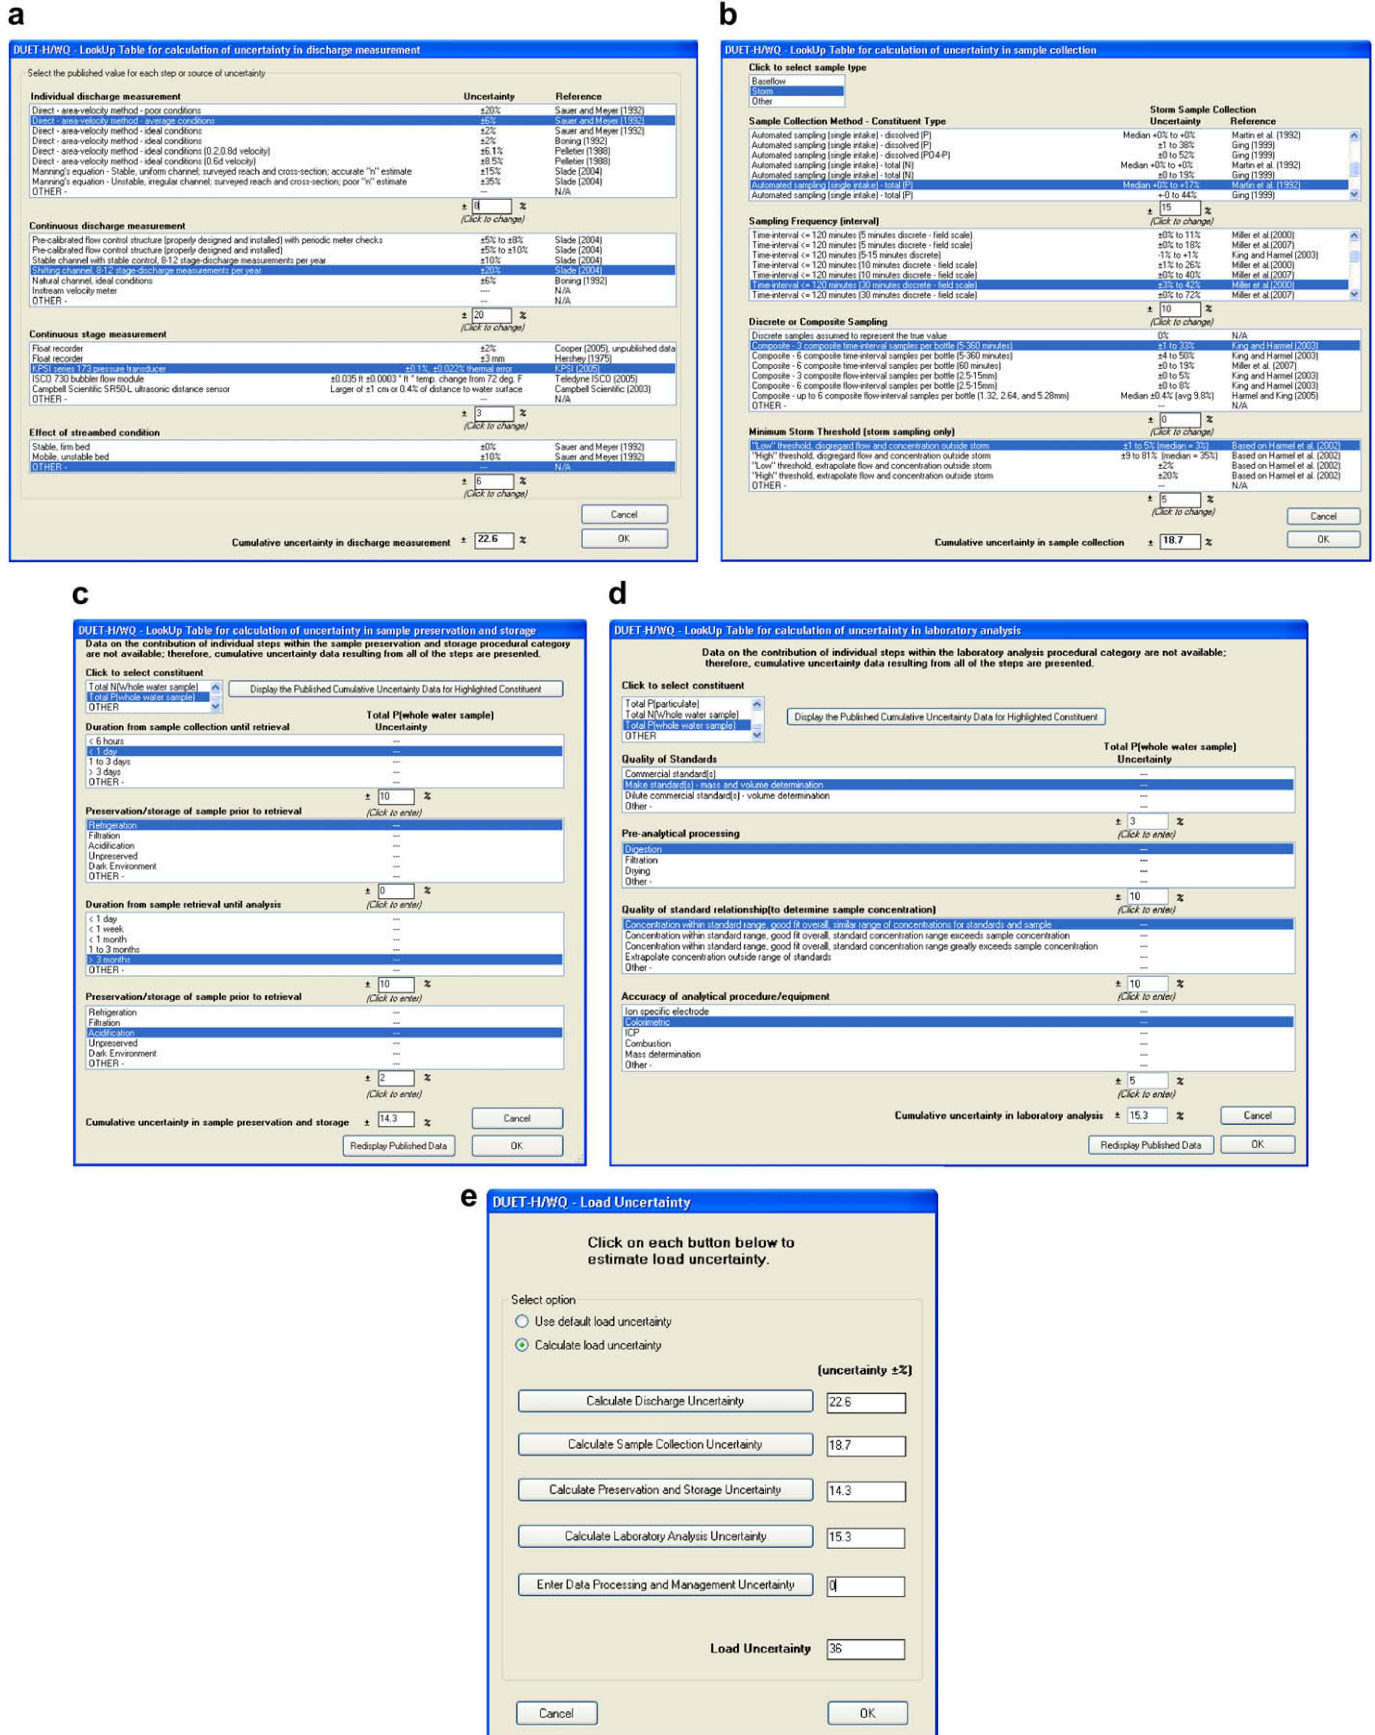 a
DUET-H/WQ - LookUp Table for calculation of uncertainty in discharge measurement
Select the published value for each step or source of uncertainty
Individual discharge measurement Uncertainty Reference
Direct - area-velocity method - poor conditions ±20% Sauer and Meyer (1992)
Direct - area-velocity method - average conditions ±6% Sauer and Meyer (1992)
Direct - area-velocity method - ideal conditions ±2% Sauer and Meyer (1992)
Direct - area-velocity method - ideal conditions ±2% Boning (1992)
Direct - area-velocity method - ideal conditions (0.2,0.8d velocity) ±6.1% Pelletier (1988)
Direct - area-velocity method - ideal conditions (0.6d velocity) ±8.5% Pelletier (1988)
Manning's equation - Stable, uniform channel; surveyed reach and cross-section; accurate "n" estimate ±15% Slade (2004)
Manning's equation - Unstable, irregular channel; surveyed reach and cross-section; poor "n" estimate ±35% Slade (2004)
OTHER - --- N/A
± 8 %
(Click to change)
Continuous discharge measurement
Pre-calibrated flow control structure (properly designed and installed) with periodic meter checks ±5% to ±8% Slade (2004)
Pre-calibrated flow control structure (properly designed and installed) ±5% to ±10% Slade (2004)
Stable channel with stable control, 8-12 stage-discharge measurements per year ±10% Slade (2004)
Shifting channel, 8-12 stage-discharge measurements per year ±20% Slade (2004)
Natural channel, ideal conditions ±6% Boning (1992)
Instream velocity meter ---- N/A
OTHER - --- N/A
± 20 %
(Click to change)
Continuous stage measurement
Float recorder ±2% Cooper (2005), unpublished data
Float recorder ±3 mm Hershey (1975)
KPSI series 173 pressure transducer ±0.1%, ±0.022% thermal error KPSI (2005)
ISCO 730 bubbler flow module ±0.035 ft ±0.0003 * ft * temp. change from 72 deg. F Teledyne ISCO (2005)
Campbell Scientific SR50-L ultrasonic distance sensor Larger of ±1 cm or 0.4% of distance to water surface Campbell Scientific (2003)
OTHER - --- N/A
± 3 %
(Click to change)
Effect of streambed condition
Stable, firm bed ±0% Sauer and Meyer (1992)
Mobile, unstable bed ±10% Sauer and Meyer (1992)
OTHER - --- N/A
± 6 %
(Click to change)
Cancel
Cumulative uncertainty in discharge measurement ± 22.6 % OK
b
DUET-H/WQ - LookUp Table for calculation of uncertainty in sample collection
Click to select sample type
Baseflow
Storm
Other
Storm Sample Collection
Sample Collection Method - Constituent Type Uncertainty Reference
Automated sampling (single intake) - dissolved (P) Median +0% to +0% Martin et al. (1992)
Automated sampling (single intake) - dissolved (P) ±1 to 38% Ging (1999)
Automated sampling (single intake) - dissolved (PO4-P) ±0 to 52% Ging (1999)
Automated sampling (single intake) - total (N) Median +0% to +0% Martin et al. (1992)
Automated sampling (single intake) - total (N) ±0 to 19% Ging (1999)
Automated sampling (single intake) - total (P) Median +0% to +17% Martin et al. (1992)
Automated sampling (single intake) - total (P) +-0 to 44% Ging (1999)
± 15 %
(Click to change)
Sampling Frequency (interval)
Time-interval <= 120 minutes (5 minutes discrete - field scale) ±0% to 11% Miller et al.(2000)
Time-interval <= 120 minutes (5 minutes discrete - field scale) ±0% to 18% Miller et al.(2007)
Time-interval <= 120 minutes (5-15 minutes discrete) -1% to +1% King and Harmel (2003)
Time-interval <= 120 minutes (10 minutes discrete - field scale) ±1% to 26% Miller et al.(2000)
Time-interval <= 120 minutes (10 minutes discrete - field scale) ±0% to 40% Miller et al.(2007)
Time-interval <= 120 minutes (30 minutes discrete - field scale) ±3% to 42% Miller et al.(2000)
Time-interval <= 120 minutes (30 minutes discrete - field scale) ±0% to 72% Miller et al.(2007)
± 10 %
(Click to change)
Discrete or Composite Sampling
Discrete samples assumed to represent the true value 0% N/A
Composite - 3 composite time-interval samples per bottle (5-360 minutes) ±1 to 33% King and Harmel (2003)
Composite - 6 composite time-interval samples per bottle (5-360 minutes) ±4 to 50% King and Harmel (2003)
Composite - 6 composite time-interval samples per bottle (60 minutes) ±0 to 19% Miller et al. (2007)
Composite - 3 composite flow-interval samples per bottle (2.5-15mm) ±0 to 5% King and Harmel (2003)
Composite - 6 composite flow-interval samples per bottle (2.5-15mm) ±0 to 8% King and Harmel (2003)
Composite - up to 6 composite flow-interval samples per bottle (1.32, 2.64, and 5.28mm) Median ±0.4% (avg 9.8%) Harmel and King (2005)
OTHER - --- N/A
± 0 %
(Click to change)
Minimum Storm Threshold (storm sampling only)
"Low" threshold, disregard flow and concentration outside storm ±1 to 5% (median = 3%) Based on Harmel et al. (2002)
"High" threshold, disregard flow and concentration outside storm ±9 to 81% (median = 35%) Based on Harmel et al. (2002)
"Low" threshold, extrapolate flow and concentration outside storm ±2% Based on Harmel et al. (2002)
"High" threshold, extrapolate flow and concentration outside storm ±20% Based on Harmel et al. (2002)
OTHER - --- N/A
± 5 %
(Click to change)
Cancel
Cumulative uncertainty in sample collection ± 18.7 % OK
c
DUET-H/WQ - LookUp Table for calculation of uncertainty in sample preservation and storage
Data on the contribution of individual steps within the sample preservation and storage procedural category
are not available; therefore, cumulative uncertainty data resulting from all of the steps are presented.
Click to select constituent
Total N(Whole water sample)
Total P(whole water sample)
OTHER
Display the Published Cumulative Uncertainty Data for Highlighted Constituent
Total P(whole water sample)
Duration from sample collection until retrieval Uncertainty
< 6 hours ---
< 1 day ---
1 to 3 days ---
> 3 days ---
OTHER - ---
± 10 %
Preservation/storage of sample prior to retrieval (Click to enter)
Refrigeration ---
Filtration ---
Acidification ---
Unpreserved ---
Dark Environment ---
OTHER - ---
± 0 %
Duration from sample retrieval until analysis (Click to enter)
< 1 day ---
< 1 week ---
< 1 month ---
1 to 3 months ---
> 3 months ---
OTHER - ---
± 10 %
Preservation/storage of sample prior to retrieval (Click to enter)
Refrigeration ---
Filtration ---
Acidification ---
Unpreserved ---
Dark Environment ---
OTHER - ---
± 2 %
(Click to enter)
Cumulative uncertainty in sample preservation and storage ± 14.3 % Cancel
Redisplay Published Data OK
d
DUET-H/WQ - LookUp Table for calculation of uncertainty in laboratory analysis
Data on the contribution of individual steps within the laboratory analysis procedural category are not available;
therefore, cumulative uncertainty data resulting from all of the steps are presented.
Click to select constituent
Total P(particulate)
Total N(Whole water sample)
Total P(whole water sample)
OTHER
Display the Published Cumulative Uncertainty Data for Highlighted Constituent
Total P(whole water sample)
Quality of Standards Uncertainty
Commercial standard(s) ---
Make standard(s) - mass and volume determination ---
Dilute commercial standard(s) - volume determination ---
Other - ---
± 3 %
Pre-analytical processing (Click to enter)
Digestion ---
Filtration ---
Drying ---
Other - ---
± 10 %
Quality of standard relationship(to determine sample concentration) (Click to enter)
Concentration within standard range, good fit overall, similar range of concentrations for standards and sample ---
Concentration within standard range, good fit overall, standard concentration range exceeds sample concentration ---
Concentration within standard range, good fit overall, standard concentration range greatly exceeds sample concentration ---
Extrapolate concentration outside range of standards ---
Other - ---
± 10 %
Accuracy of analytical procedure/equipment (Click to enter)
Ion specific electrode ---
Colorimetric ---
ICP ---
Combustion ---
Mass determination ---
Other - ---
± 5 %
(Click to enter)
Cumulative uncertainty in laboratory analysis ± 15.3 % Cancel
Redisplay Published Data OK
e
DUET-H/WQ - Load Uncertainty
Click on each button below to
estimate load uncertainty.
Select option
Use default load uncertainty
Calculate load uncertainty
(uncertainty ±%)
Calculate Discharge Uncertainty 22.6
Calculate Sample Collection Uncertainty 18.7
Calculate Preservation and Storage Uncertainty 14.3
Calculate Laboratory Analysis Uncertainty 15.3
Enter Data Processing and Management Uncertainty 0
Load Uncertainty 36
Cancel OK